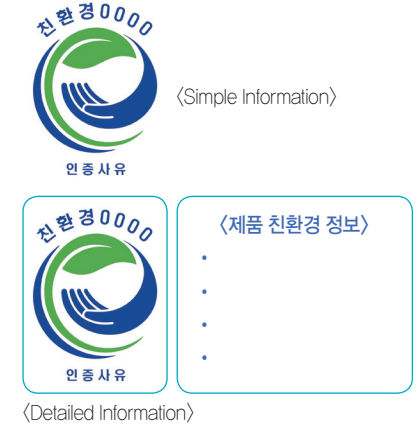 친환경0000
〈Simple Information〉
인증사유
친환경0000
인증사유
〈제품 친환경 정보〉
•
•
•
•
〈Detailed Information〉